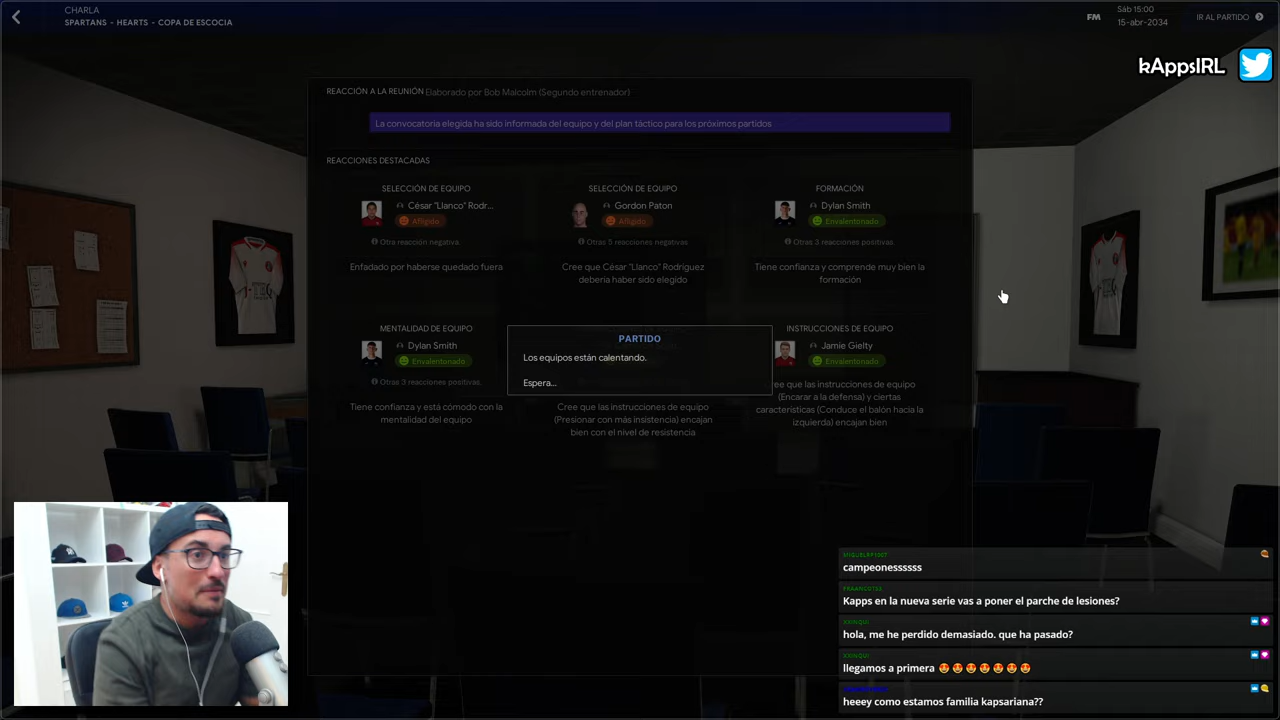 CHARLA
SPARTANS - HEARTS - COPA DE ESCOCIA
FM
Sáb 15:00
15-abr-2034
IR AL PARTIDO
kAppsIRL
REACCIÓN A LA REUNIÓN Elaborado por Bob Malcolm (Segundo entrenador)
La convocatoria elegida ha sido informada del equipo y del plan táctico para los próximos partidos
REACCIONES DESTACADAS
SELECCIÓN DE EQUIPO
César "Llanco" Rodr...
Afligido
Otra reacción negativa.
Enfadado por haberse quedado fuera
SELECCIÓN DE EQUIPO
Gordon Paton
Afligido
Otras 5 reacciones negativas
Cree que César "Llanco" Rodríguez
debería haber sido elegido
FORMACIÓN
Dylan Smith
Envalentonado
Otras 3 reacciones positivas.
Tiene confianza y comprende muy bien la
formación
MENTALIDAD DE EQUIPO
Dylan Smith
Envalentonado
Otras 3 reacciones positivas.
Tiene confianza y está cómodo con la
mentalidad del equipo
PARTIDO
Los equipos están calentando.
Espera...
Cree que las instrucciones de equipo
(Presionar con más insistencia) encajan
bien con el nivel de resistencia
INSTRUCCIONES DE EQUIPO
Jamie Gielty
Envalentonado
ree que las instrucciones de equipo
(Encarar a la defensa) y ciertas
características (Conduce el balón hacia la
izquierda) encajan bien
campeonessssss
Kapps en la nueva serie vas a poner el parche de lesiones?
XXINQUI
hola, me he perdido demasiado. que ha pasado?
XXINQUI
llegamos a primera 😍😍😍😍😍😍😍
heeey como estamos familia kapsariana??